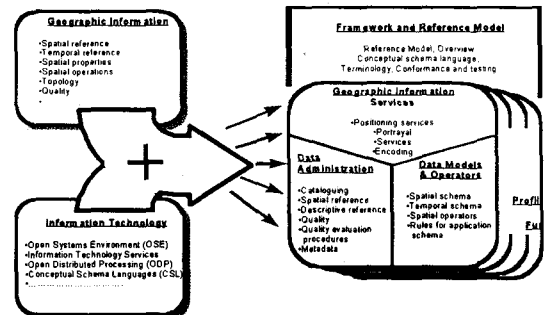 Geographic Information
•Spatial reference
•Temporal reference
•Spatial properties
•Spatial operations
•Topology
•Quality
+
Information Technology
•Open Systems Environment (OSE)
•Information Technology Services
•Open Distributed Processing (ODP)
•Conceptual Schema Languages (CSL)
Framework and Reference Model
Reference Model, Overview
Conceptual schema language,
Terminology, Conformance and testing
Geographic Information
Services
•Positioning services
•Portrayal
•Services
•Encoding
Data
Administration
•Cataloguing
•Spatial reference
•Descriptive reference
•Quality
•Quality evaluation
procedures
•Metadata
Data Models
& Operators
•Spatial schema
•Temporal schema
•Spatial operators
•Rules for application
schema
Profil
Fu